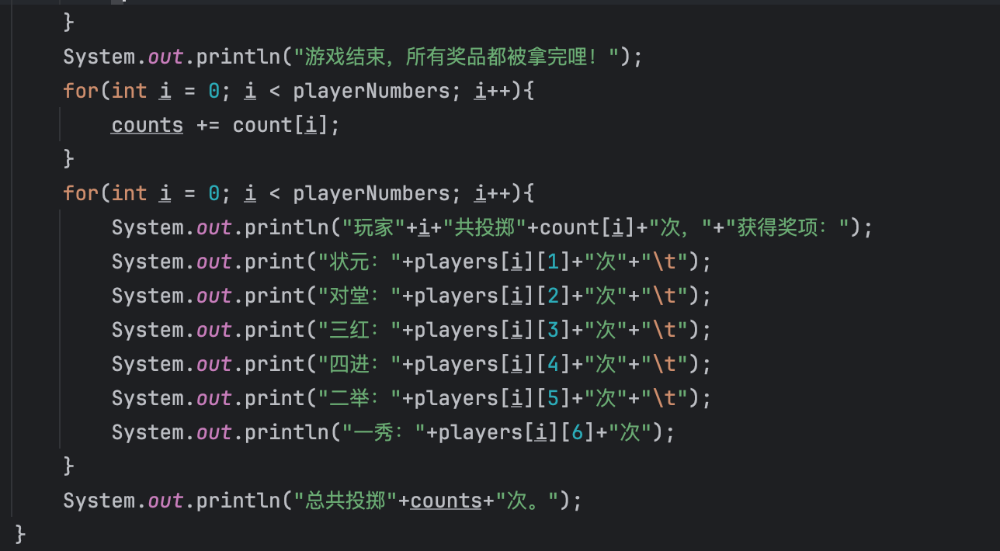 }
System.out.println("游戏结束，所有奖品都被拿完哩！");
for(int i = 0; i < playerNumbers; i++){
counts += count[i];
}
for(int i = 0; i < playerNumbers; i++){
System.out.println("玩家"+i+"共投掷"+count[i]+"次，"+"获得奖项：");
System.out.print("状元："+players[i][1]+"次"+"\t");
System.out.print("对堂："+players[i][2]+"次"+"\t");
System.out.print("三红："+players[i][3]+"次"+"\t");
System.out.print("四进："+players[i][4]+"次"+"\t");
System.out.print("二举："+players[i][5]+"次"+"\t");
System.out.println("一秀："+players[i][6]+"次");
}
System.out.println("总共投掷"+counts+"次。");
}